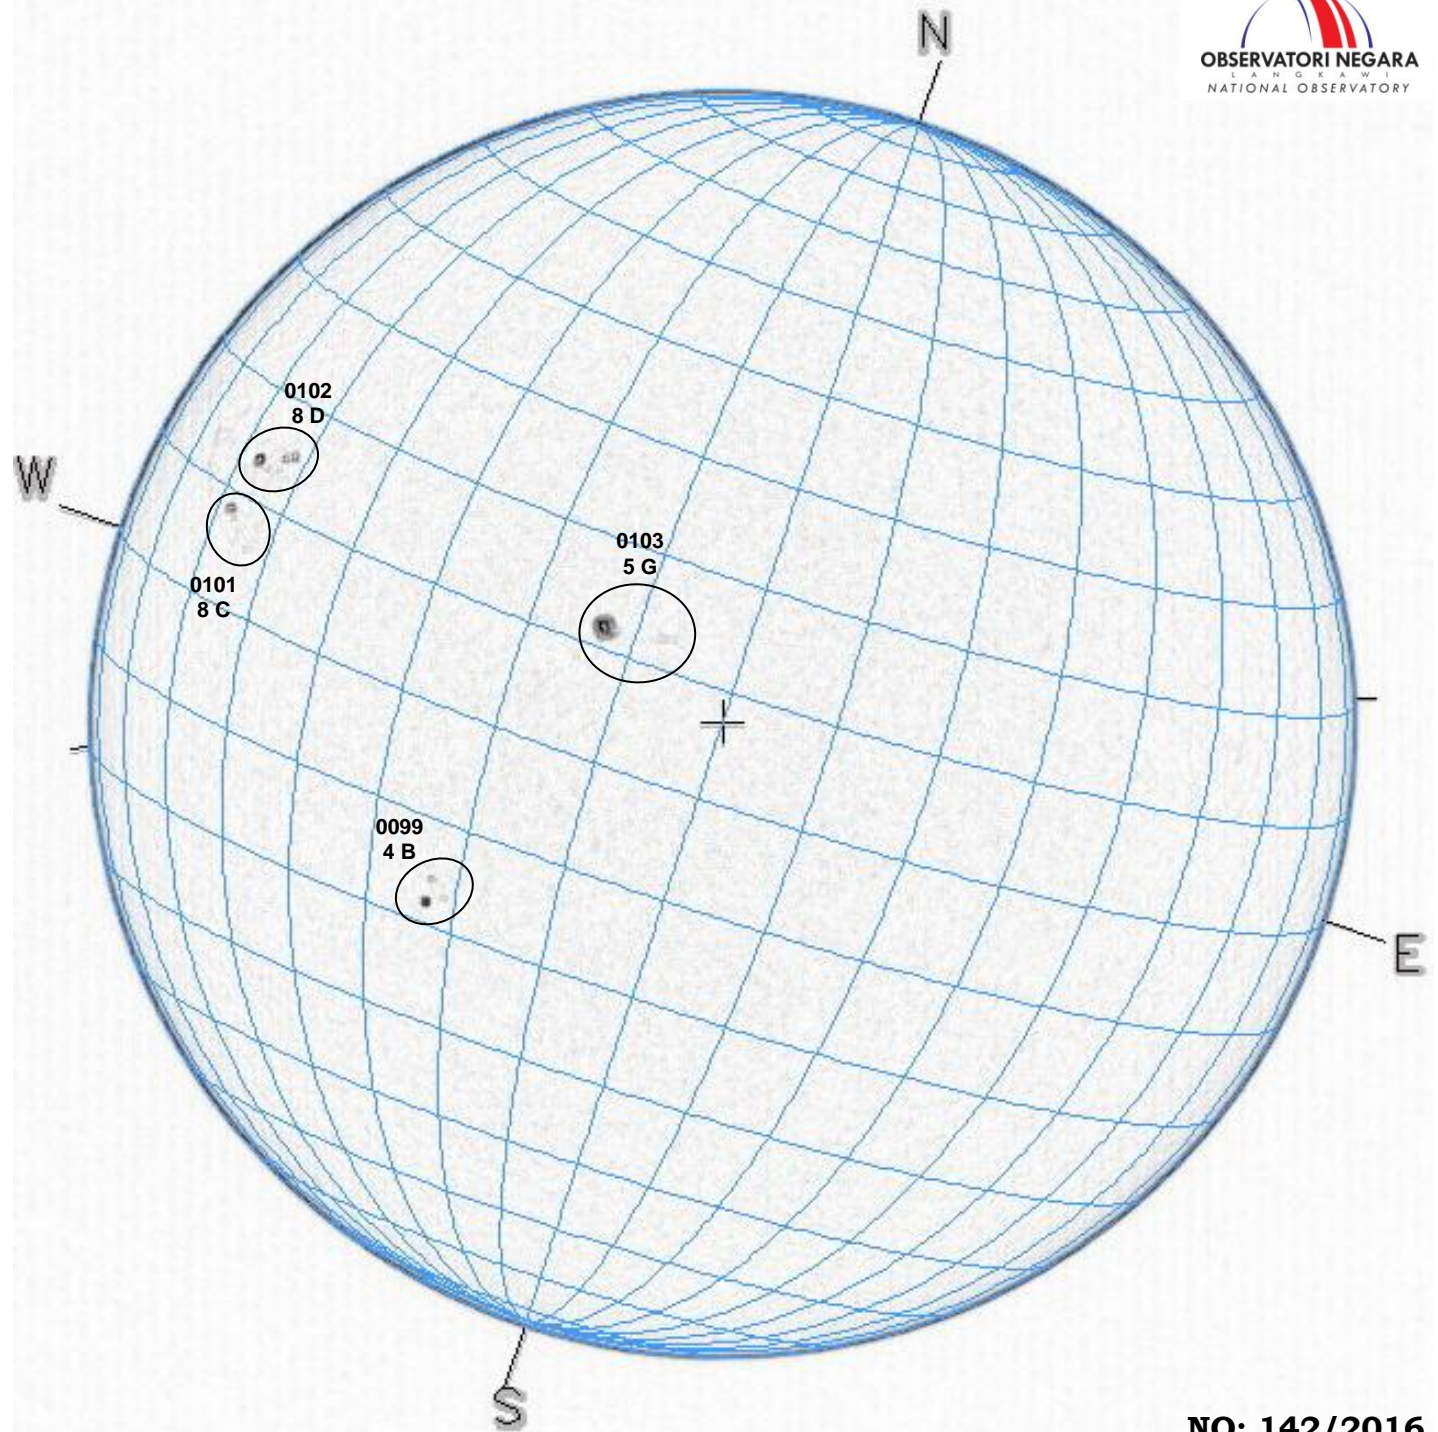 N
OBSERVATORI NEGARA
LANGKAWI
NATIONAL OBSERVATORY
0102
8 D
W
0101
8 C
0103
5 G
0099
4 B
E
S
NO: 142/2016